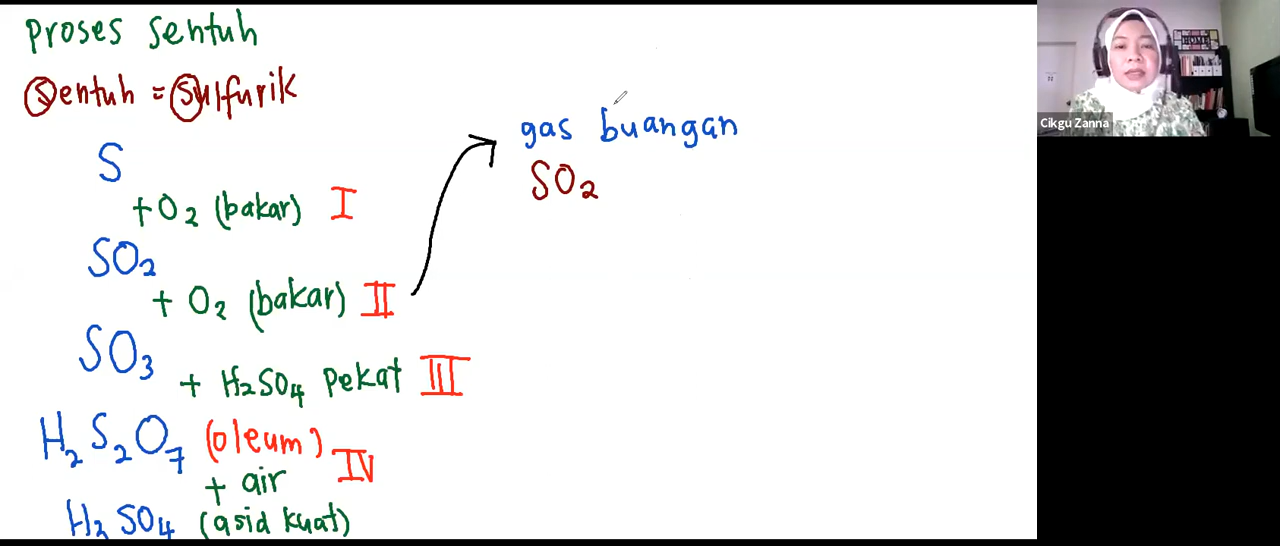 Proses Sentuh
Sentuh = Sulfurik
S
+ O₂ (bakar) I
SO₂
+ O₂ (bakar) II
SO₃
+ H₂SO₄ Pekat III
H₂S₂O₇ (oleum)
+ air IV
H₂SO₄ (asid kuat)
gas buangan
SO₂
HOME
Cikgu Zanna